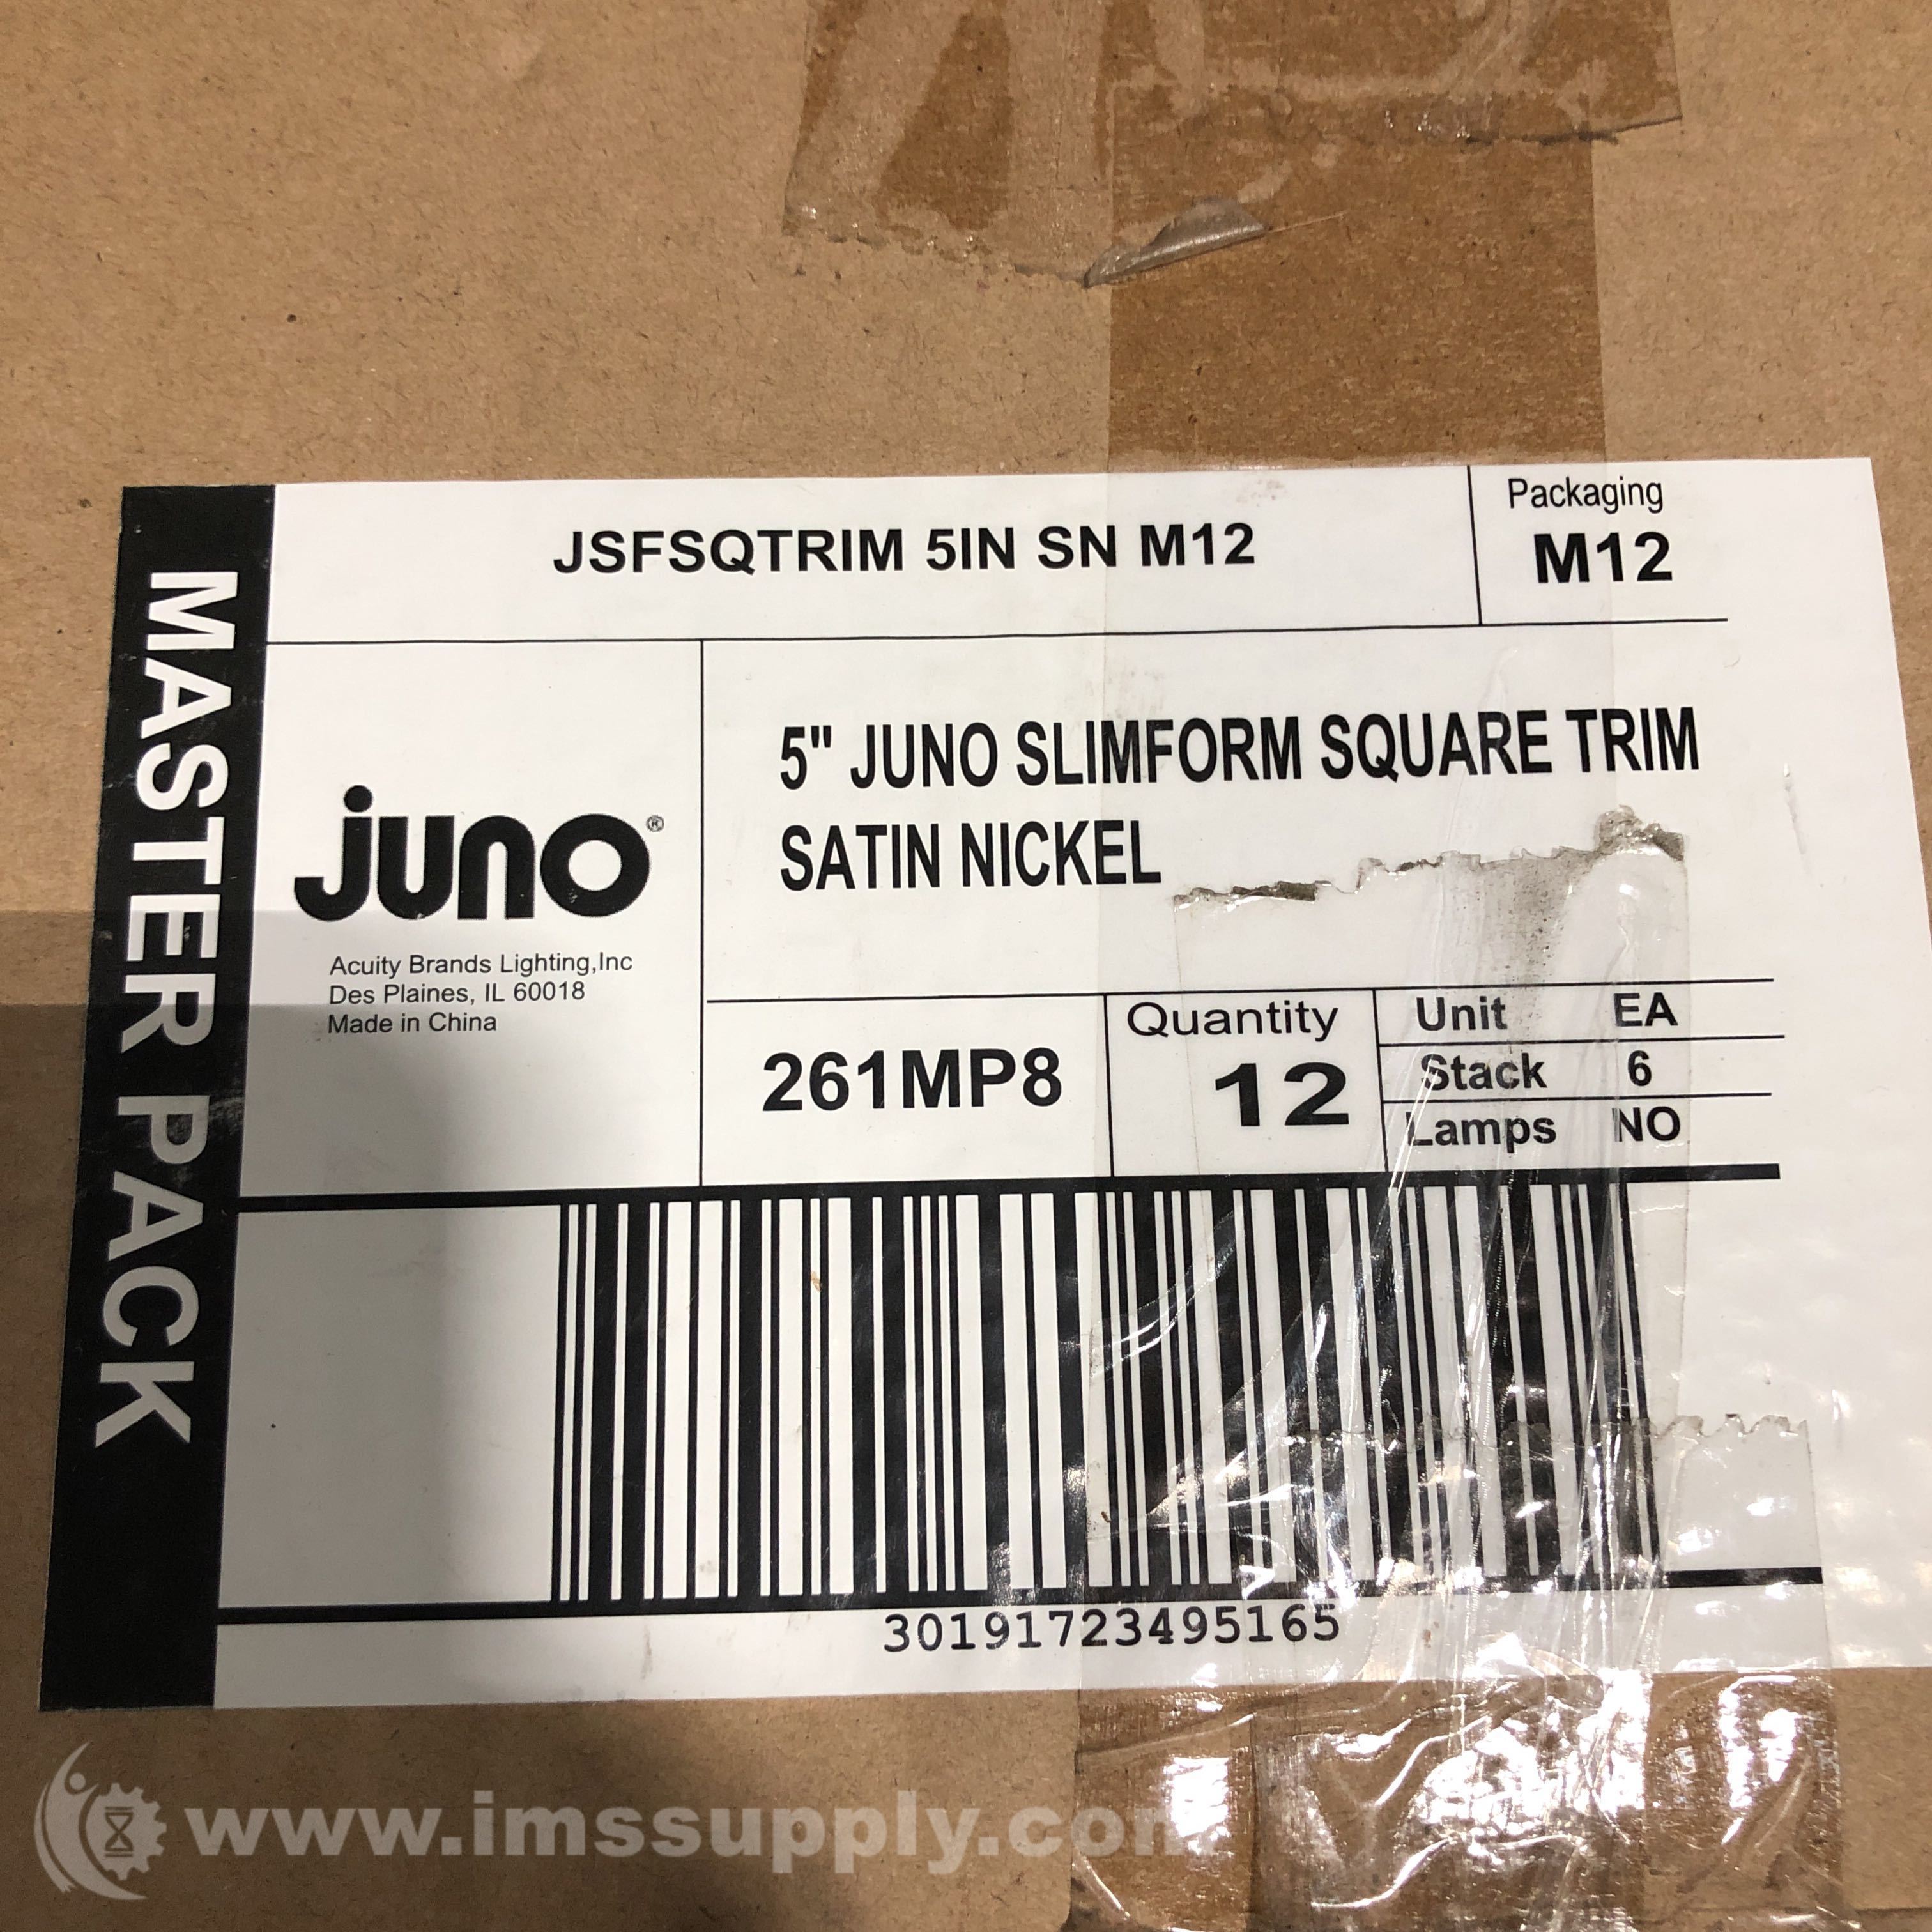 MASTER PACK
JSFSQTRIM 5IN SN M12
Packaging
M12
juno®
Acuity Brands Lighting,Inc
Des Plaines, IL 60018
Made in China
5" JUNO SLIMFORM SQUARE TRIM
SATIN NICKEL
261MP8
Quantity
12
Unit EA
Stack 6
Lamps NO
30191723495165
www.imssupply.com